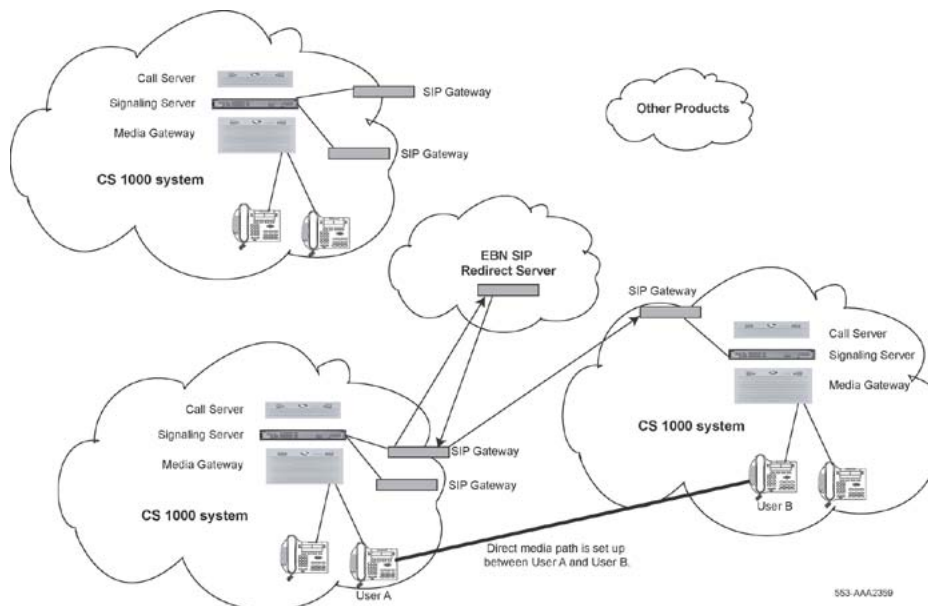 Call Server
Signaling Server
Media Gateway
CS 1000 system
SIP Gateway
SIP Gateway
Other Products
EBN SIP
Redirect Server
SIP Gateway
Call Server
Signaling Server
Media Gateway
CS 1000 system
User B
Call Server
Signaling Server
Media Gateway
CS 1000 system
SIP Gateway
SIP Gateway
User A
Direct media path is set up
between User A and User B.
553-AAA2359